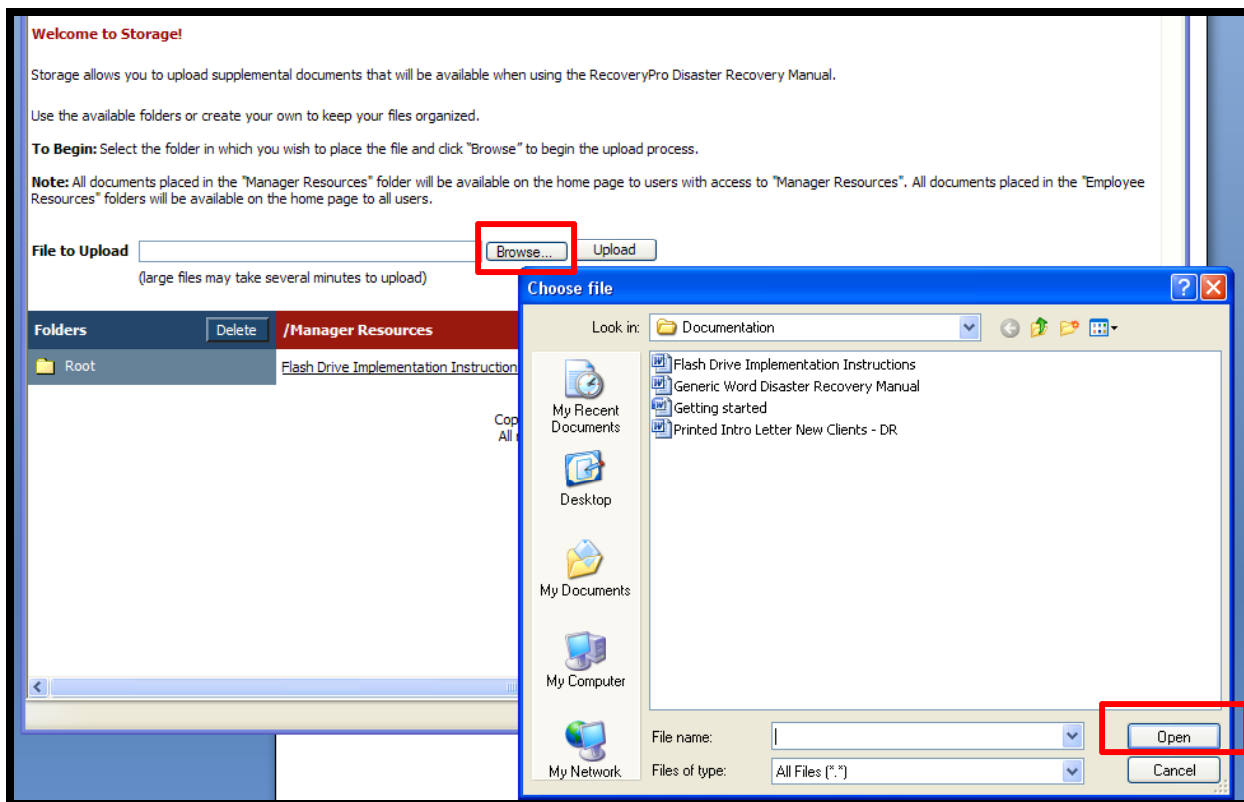 Welcome to Storage!
Storage allows you to upload supplemental documents that will be available when using the RecoveryPro Disaster Recovery Manual.
Use the available folders or create your own to keep your files organized.
To Begin: Select the folder in which you wish to place the file and click "Browse" to begin the upload process.
Note: All documents placed in the "Manager Resources" folder will be available on the home page to users with access to "Manager Resources". All documents placed in the "Employee
Resources" folders will be available on the home page to all users.
File to Upload Browse... Upload
(large files may take several minutes to upload)
Folders Delete /Manager Resources
Root Flash Drive Implementation Instruction
Cop
All
Choose file
Look in: Documentation
Flash Drive Implementation Instructions
Generic Word Disaster Recovery Manual
Getting started
Printed Intro Letter New Clients - DR
My Recent
Documents
Desktop
My Documents
My Computer
My Network
File name: Open
Files of type: All Files (*.*) Cancel